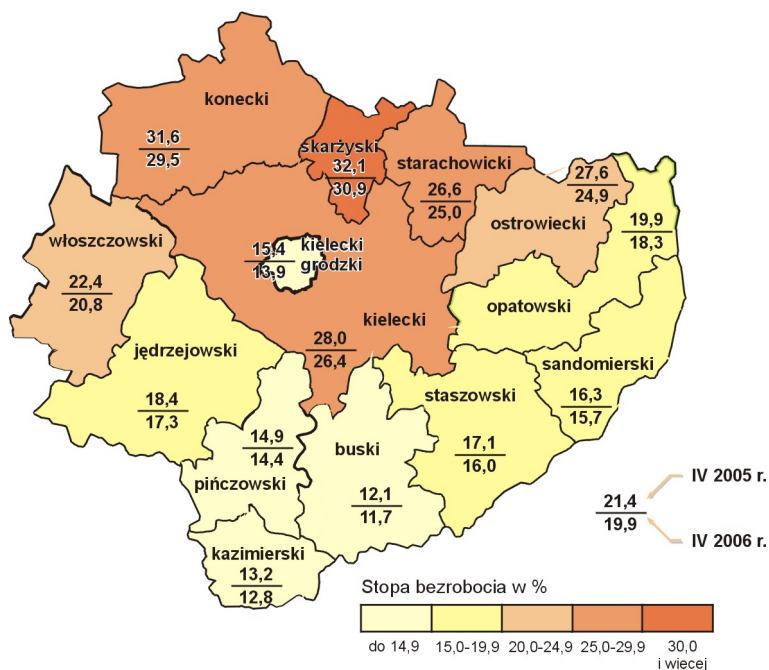 konecki
31,6
29,5
skarżyski
32,1
30,9
starachowicki
26,6
25,0
27,6
24,9
ostrowiecki
19,9
18,3
opatowski
włoszczowski
22,4
20,8
15,4
13,9
kielecki
grodzki
kielecki
28,0
26,4
jędrzejowski
18,4
17,3
sandomierski
16,3
15,7
staszowski
17,1
16,0
14,9
14,4
pińczowski
buski
12,1
11,7
kazimierski
13,2
12,8
21,4
19,9
IV 2005 r.
IV 2006 r.
Stopa bezrobocia w %
do 14,9
15,0-19,9
20,0-24,9
25,0-29,9
30,0
i wiecej